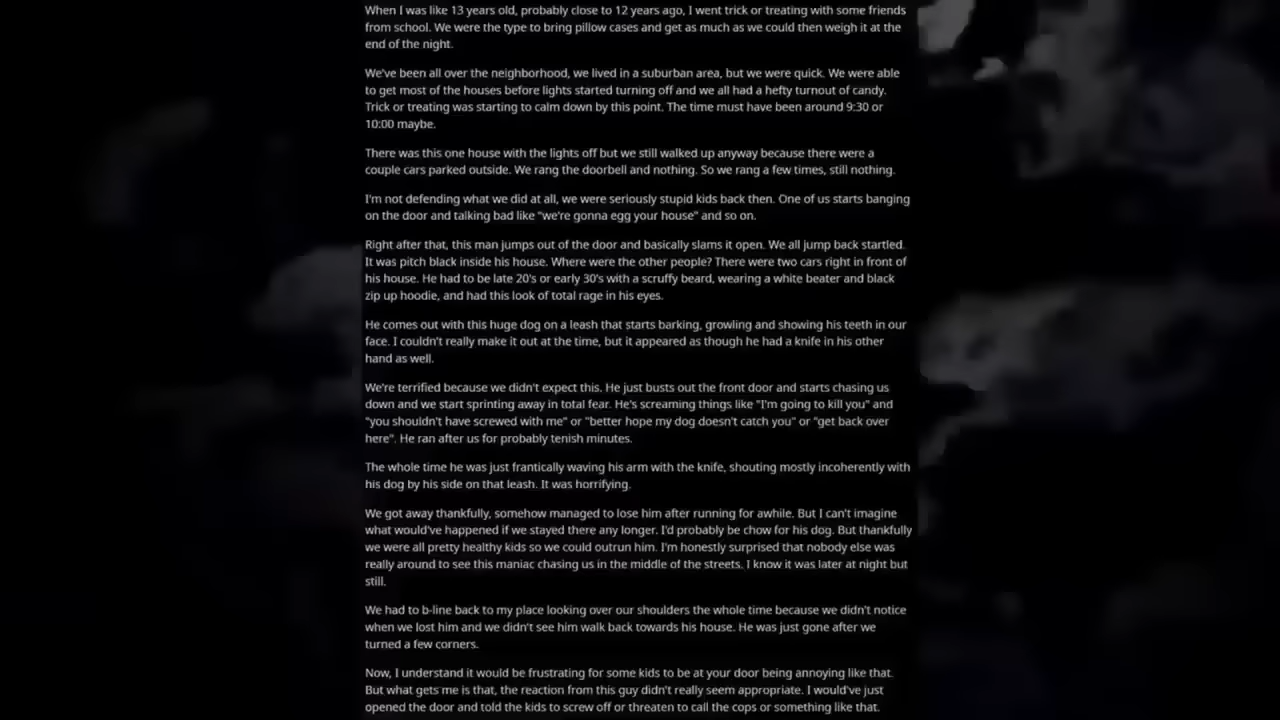 When I was like 13 years old, probably close to 12 years ago, I went trick or treating with some friends
from school. We were the type to bring pillow cases and get as much as we could then weigh it at the
end of the night.
We've been all over the neighborhood, we lived in a suburban area, but we were quick. We were able
to get most of the houses before lights started turning off and we all had a hefty turnout of candy.
Trick or treating was starting to calm down by this point. The time must have been around 9:30 or
10:00 maybe.
There was this one house with the lights off but we still walked up anyway because there were a
couple cars parked outside. We rang the doorbell and nothing. So we rang a few times, still nothing.
I'm not defending what we did at all, we were seriously stupid kids back then. One of us starts banging
on the door and talking bad like "we're gonna egg your house" and so on.
Right after that, this man jumps out of the door and basically slams it open. We all jump back startled.
It was pitch black inside his house. Where were the other people? There were two cars right in front of
his house. He had to be late 20's or early 30's with a scruffy beard, wearing a white beater and black
zip up hoodie, and had this look of total rage in his eyes.
He comes out with this huge dog on a leash that starts barking, growling and showing his teeth in our
face. I couldn't really make it out at the time, but it appeared as though he had a knife in his other
hand as well.
We're terrified because we didn't expect this. He just busts out the front door and starts chasing us
down and we start sprinting away in total fear. He's screaming things like "I'm going to kill you" and
"you shouldn't have screwed with me" or "better hope my dog doesn't catch you" or "get back over
here". He ran after us for probably tenish minutes.
The whole time he was just frantically waving his arm with the knife, shouting mostly incoherently with
his dog by his side on that leash. It was horrifying.
We got away thankfully, somehow managed to lose him after running for awhile. But I can't imagine
what would've happened if we stayed there any longer. I'd probably be chow for his dog. But thankfully
we were all pretty healthy kids so we could outrun him. I'm honestly surprised that nobody else was
really around to see this maniac chasing us in the middle of the streets. I know it was later at night but
still.
We had to b-line back to my place looking over our shoulders the whole time because we didn't notice
when we lost him and we didn't see him walk back towards his house. He was just gone after we
turned a few corners.
Now, I understand it would be frustrating for some kids to be at your door being annoying like that.
But what gets me is that, the reaction from this guy didn't really seem appropriate. I would've just
opened the door and told the kids to screw off or threaten to call the cops or something like that.